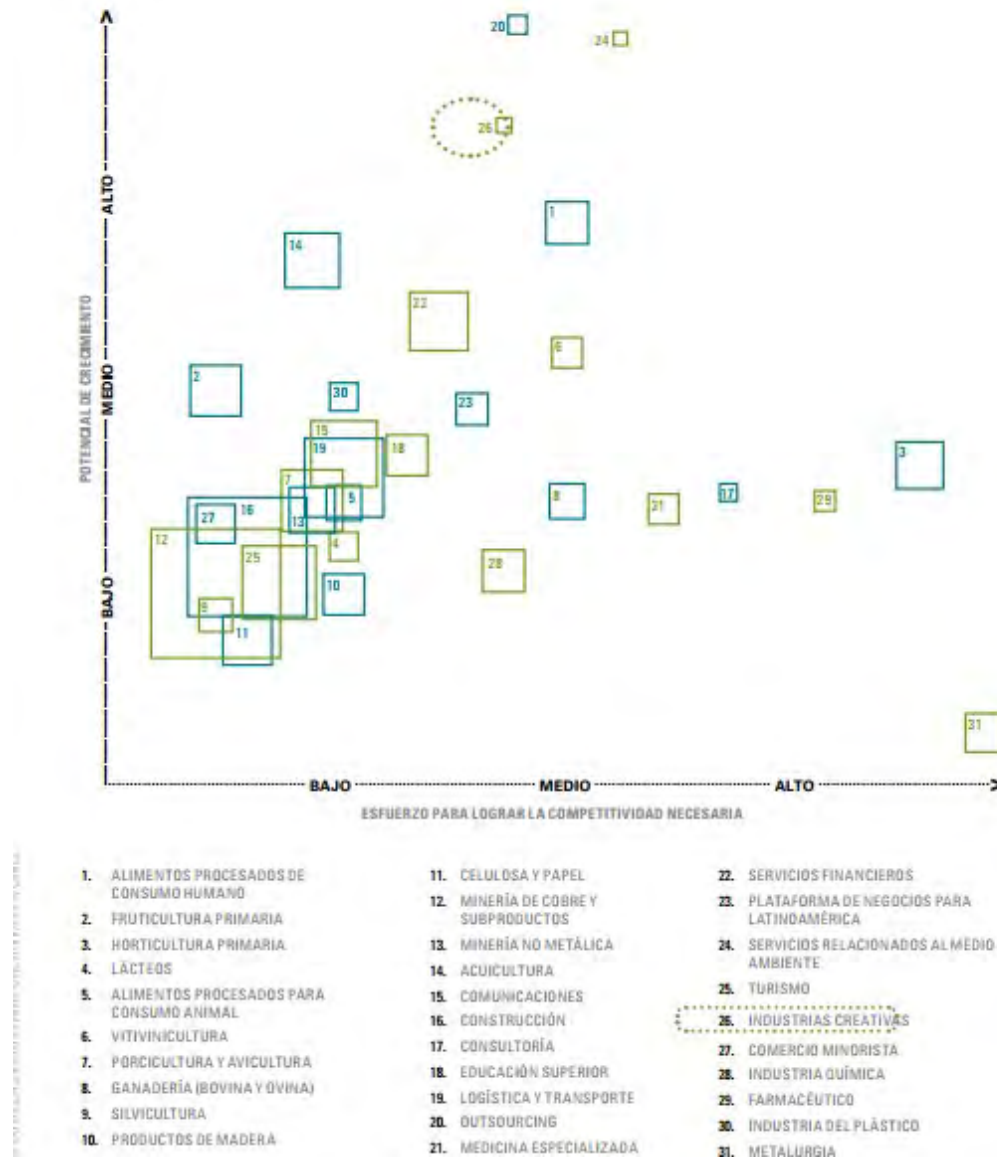 20
24
26
ALTO
1
14
22
6
POTENCIAL DE CRECIMIENTO
MEDIO
2
30
23
15
19
18
3
7
5
8
31
17
29
27
16
13
12
4
25
28
BAJO
10
9
11
31
BAJO
MEDIO
ALTO
ESFUERZO PARA LOGRAR LA COMPETITIVIDAD NECESARIA
1. ALIMENTOS PROCESADOS DE
CONSUMO HUMANO
2. FRUTICULTURA PRIMARIA
3. HORTICULTURA PRIMARIA
4. LÁCTEOS
5. ALIMENTOS PROCESADOS PARA
CONSUMO ANIMAL
6. VITIVINICULTURA
7. PORCICULTURA Y AVICULTURA
8. GANADERÍA (BOVINA Y OVINA)
9. SILVICULTURA
10. PRODUCTOS DE MADERA
11. CELULOSA Y PAPEL
12. MINERÍA DE COBRE Y
SUBPRODUCTOS
13. MINERÍA NO METÁLICA
14. ACUICULTURA
15. COMUNICACIONES
16. CONSTRUCCIÓN
17. CONSULTORÍA
18. EDUCACIÓN SUPERIOR
19. LOGÍSTICA Y TRANSPORTE
20. OUTSOURCING
21. MEDICINA ESPECIALIZADA
22. SERVICIOS FINANCIEROS
23. PLATAFORMA DE NEGOCIOS PARA
LATINOAMÉRICA
24. SERVICIOS RELACIONADOS AL MEDIO
AMBIENTE
25. TURISMO
26. INDUSTRIAS CREATIVAS
27. COMERCIO MINORISTA
28. INDUSTRIA QUÍMICA
29. FARMACÉUTICO
30. INDUSTRIA DEL PLÁSTICO
31. METALURGIA